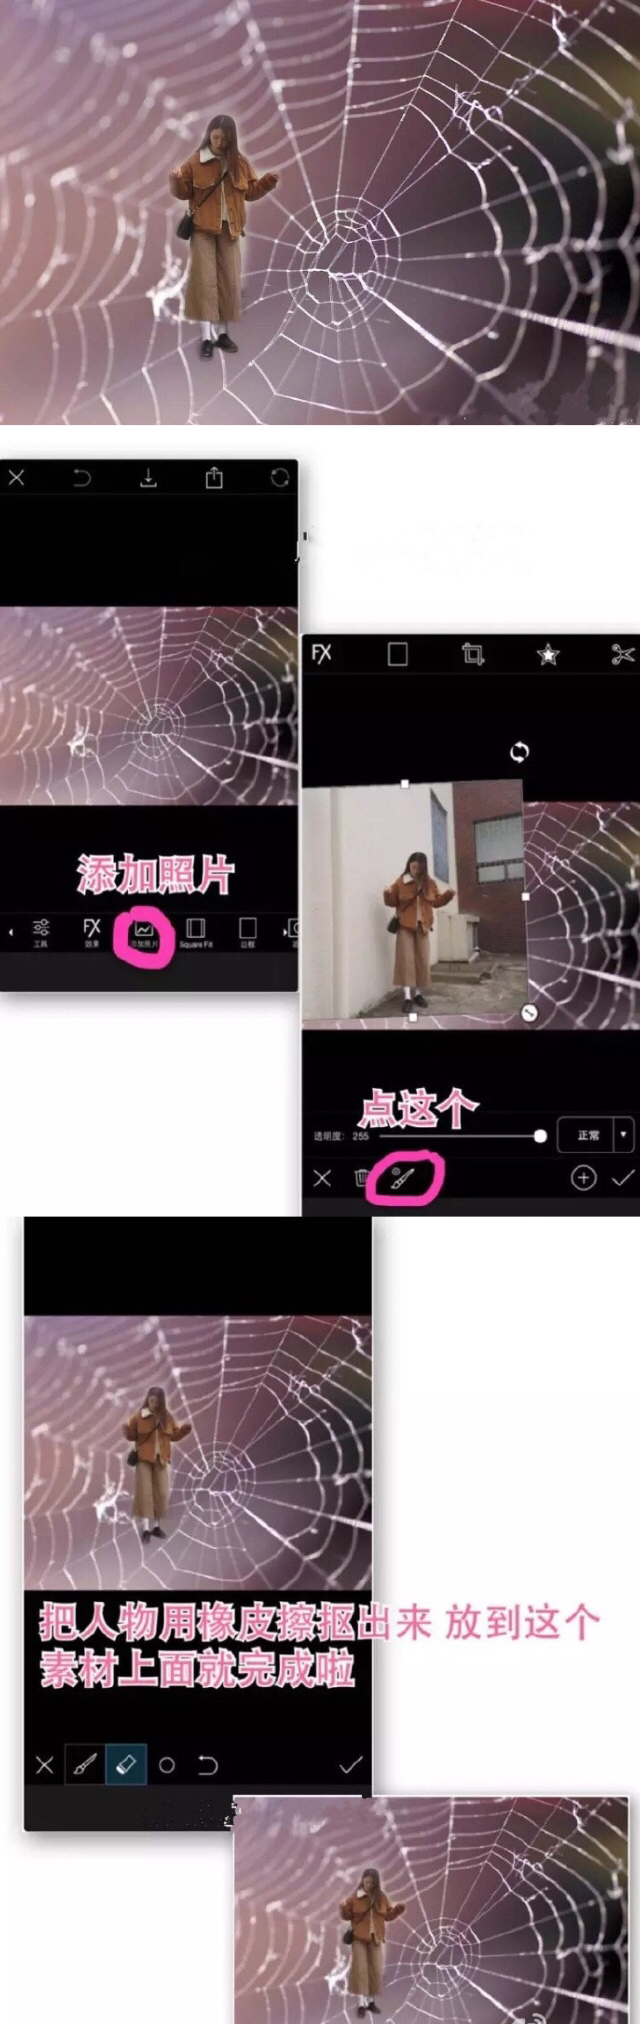 添加照片
工具
FX
效果
添加照片
Square Fit
边框
FX
点这个
透明度: 255
正常
把人物用橡皮擦抠出来 放到这个
素材上面就完成啦